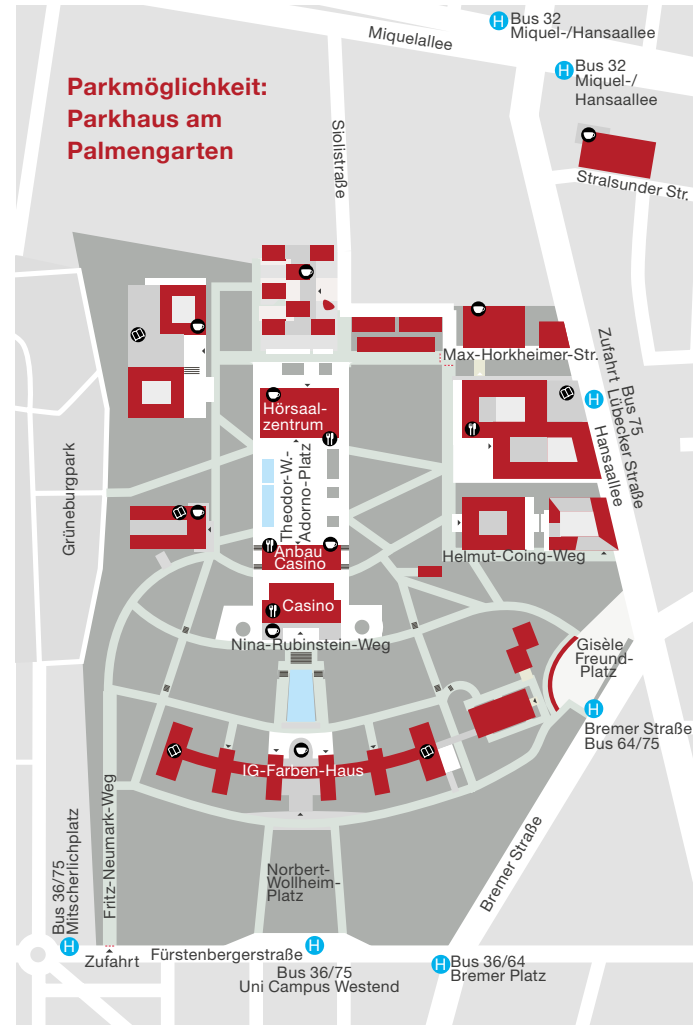 Bus 32
Miquel-/Hansaallee
Miquelallee
H
H
Bus 32
Miquel-/
Hansaallee
Parkmöglichkeit:
Parkhaus am
Palmengarten
Siolistraße
Stralsunder Str.
Max-Horkheimer-Str.
Zufahrt Lübecker Straße
Bus 75
H
Hansaallee
Hörsaal-
zentrum
Theodor-W.-
Adorno-Platz
Grüneburgpark
Anbau
Casino
Helmut-Coing-Weg
Casino
Nina-Rubinstein-Weg
Gisèle
Freund-
Platz
H
Bremer Straße
Bus 64/75
IG-Farben-Haus
Fritz-Neumark-Weg
Bremer Straße
Norbert-
Wollheim-
Platz
Bus 36/75
Mitscherlichplatz
H
Zufahrt
Fürstenbergerstraße
H
Bus 36/75
Uni Campus Westend
H
Bus 36/64
Bremer Platz